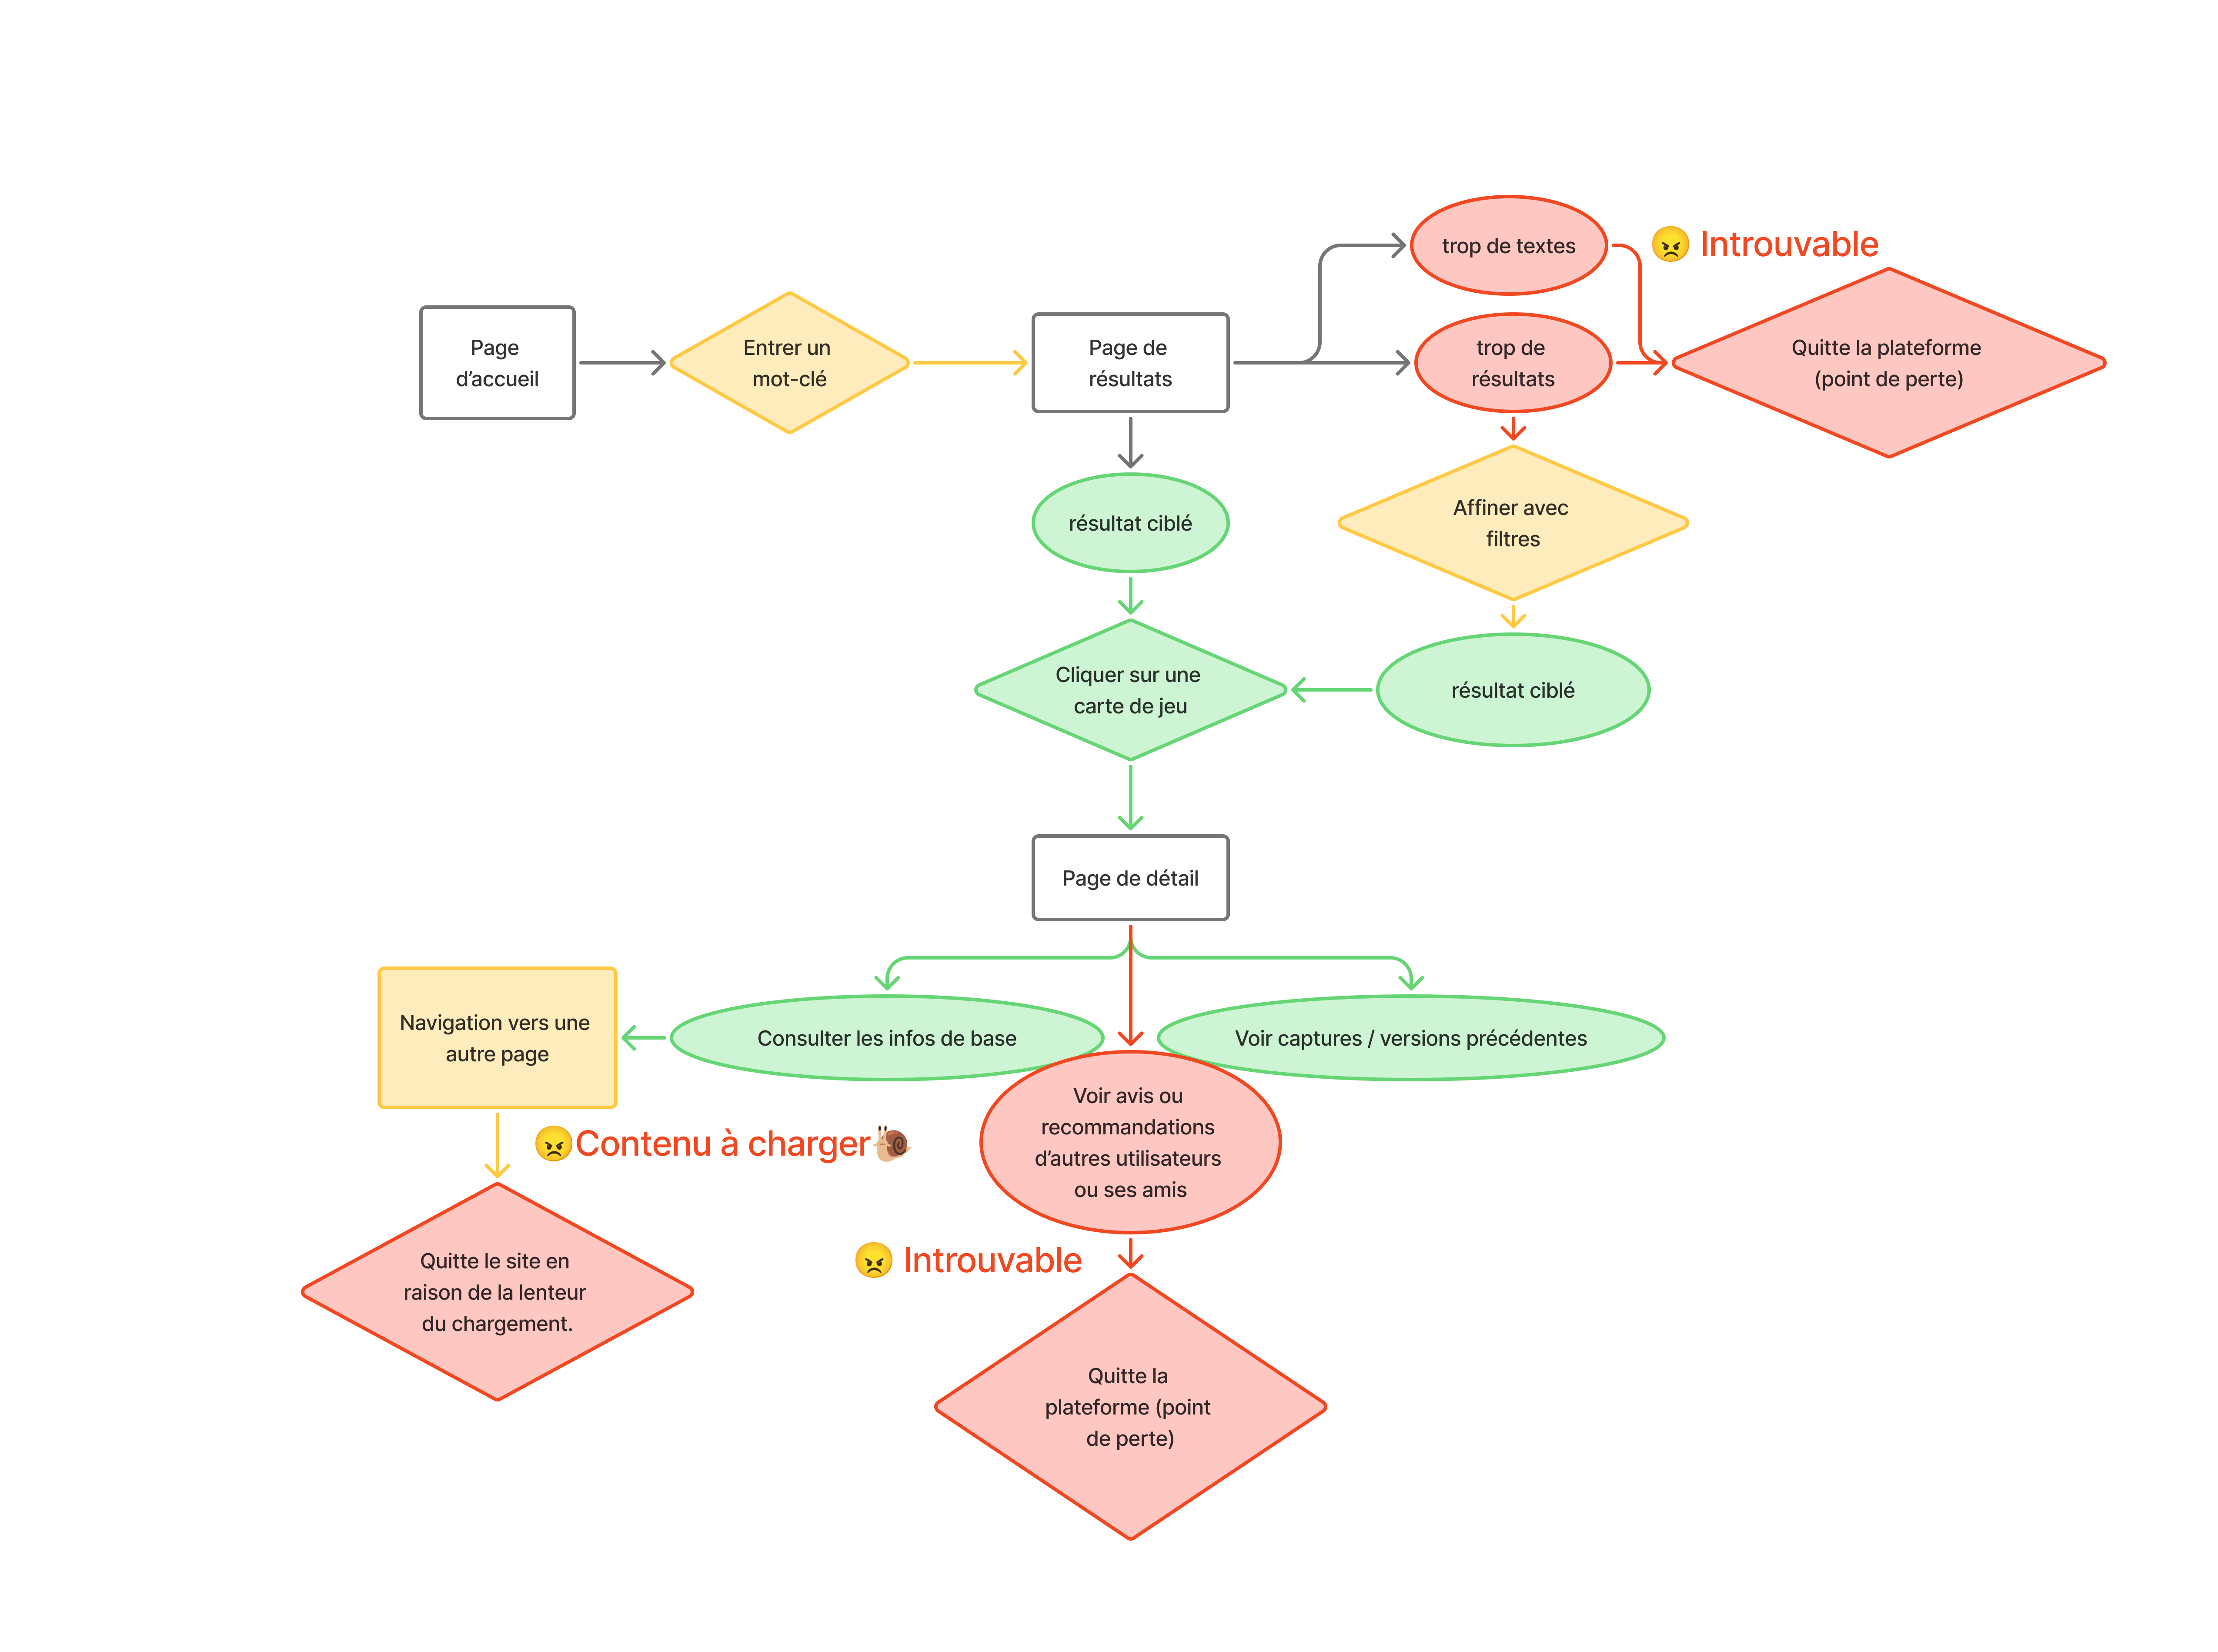 trop de textes
😠 Introuvable
Page
d’accueil
Entrer un
mot-clé
Page de
résultats
trop de
résultats
Quitte la plateforme
(point de perte)
résultat ciblé
Affiner avec
filtres
Cliquer sur une
carte de jeu
résultat ciblé
Page de détail
Navigation vers une
autre page
Consulter les infos de base
Voir captures / versions précédentes
Voir avis ou
recommandations
d’autres utilisateurs
ou ses amis
😠Contenu à charger🐌
Quitte le site en
raison de la lenteur
du chargement.
😠 Introuvable
Quitte la
plateforme (point
de perte)